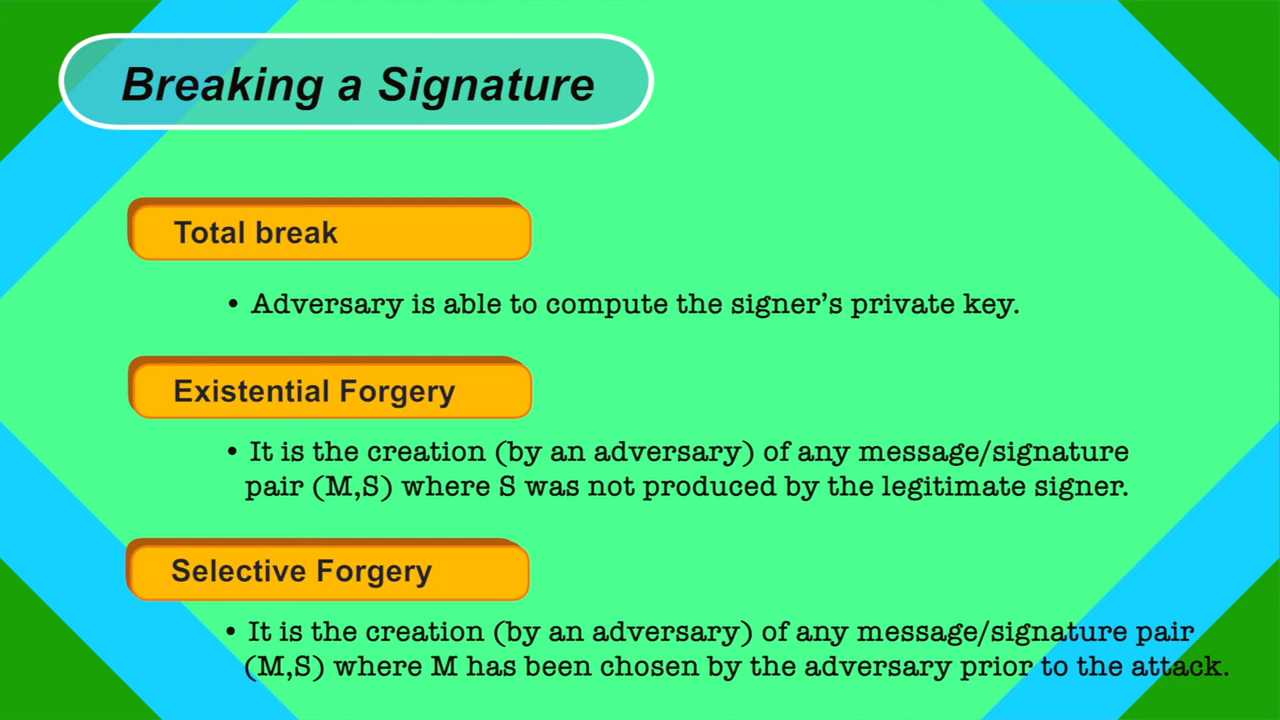 Breaking a Signature
Total break
• Adversary is able to compute the signer’s private key.
Existential Forgery
• It is the creation (by an adversary) of any message/signature
pair (M,S) where S was not produced by the legitimate signer.
Selective Forgery
• It is the creation (by an adversary) of any message/signature pair
(M,S) where M has been chosen by the adversary prior to the attack.